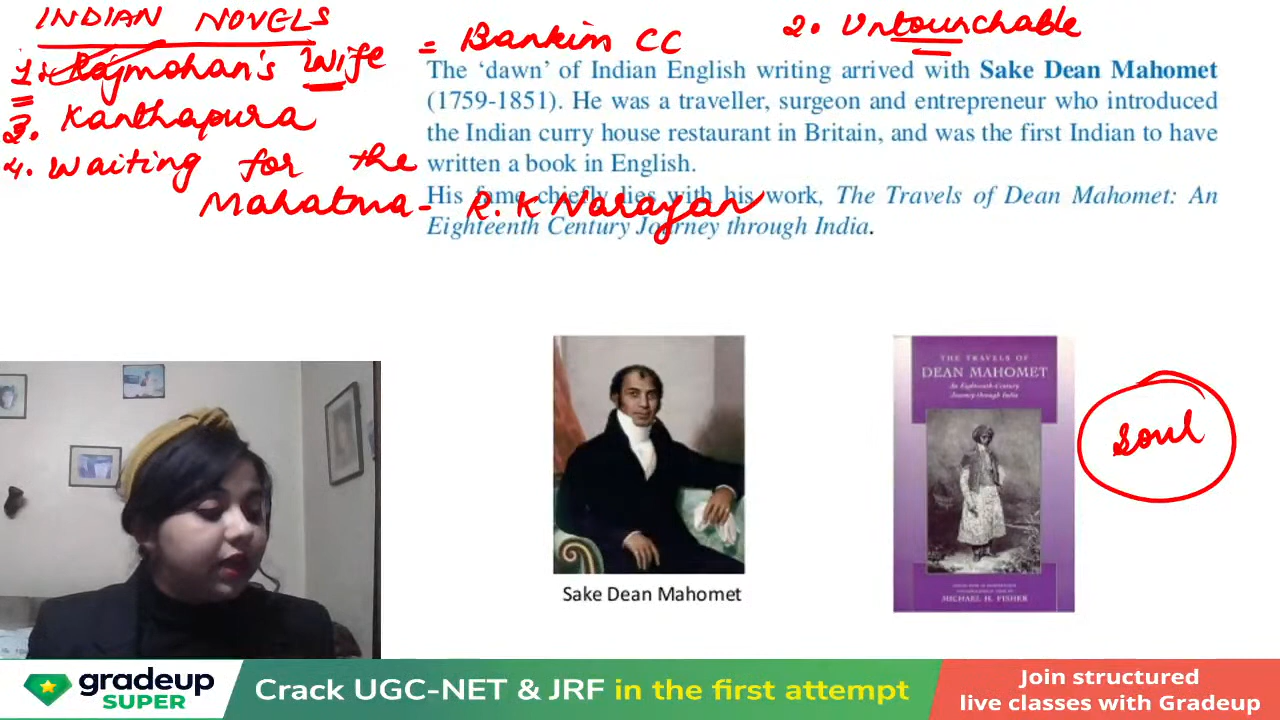 INDIAN NOVELS
1. Rajmohan's Wife = Bankim CC
2. Untourchable
3. Kanthapura
4. Waiting for the
Mahatma - R. K Narayan
The ‘dawn’ of Indian English writing arrived with Sake Dean Mahomet
(1759-1851). He was a traveller, surgeon and entrepreneur who introduced
the Indian curry house restaurant in Britain, and was the first Indian to have
written a book in English.
His fame chiefly lies with his work, The Travels of Dean Mahomet: An
Eighteenth Century Journey through India.
THE TRAVELS OF
DEAN MAHOMET
An Eighteenth-Century
Journey through India
MICHAEL H. FISHER
soul
Sake Dean Mahomet
gradeup
SUPER
Crack UGC-NET & JRF in the first attempt
Join structured
live classes with Gradeup